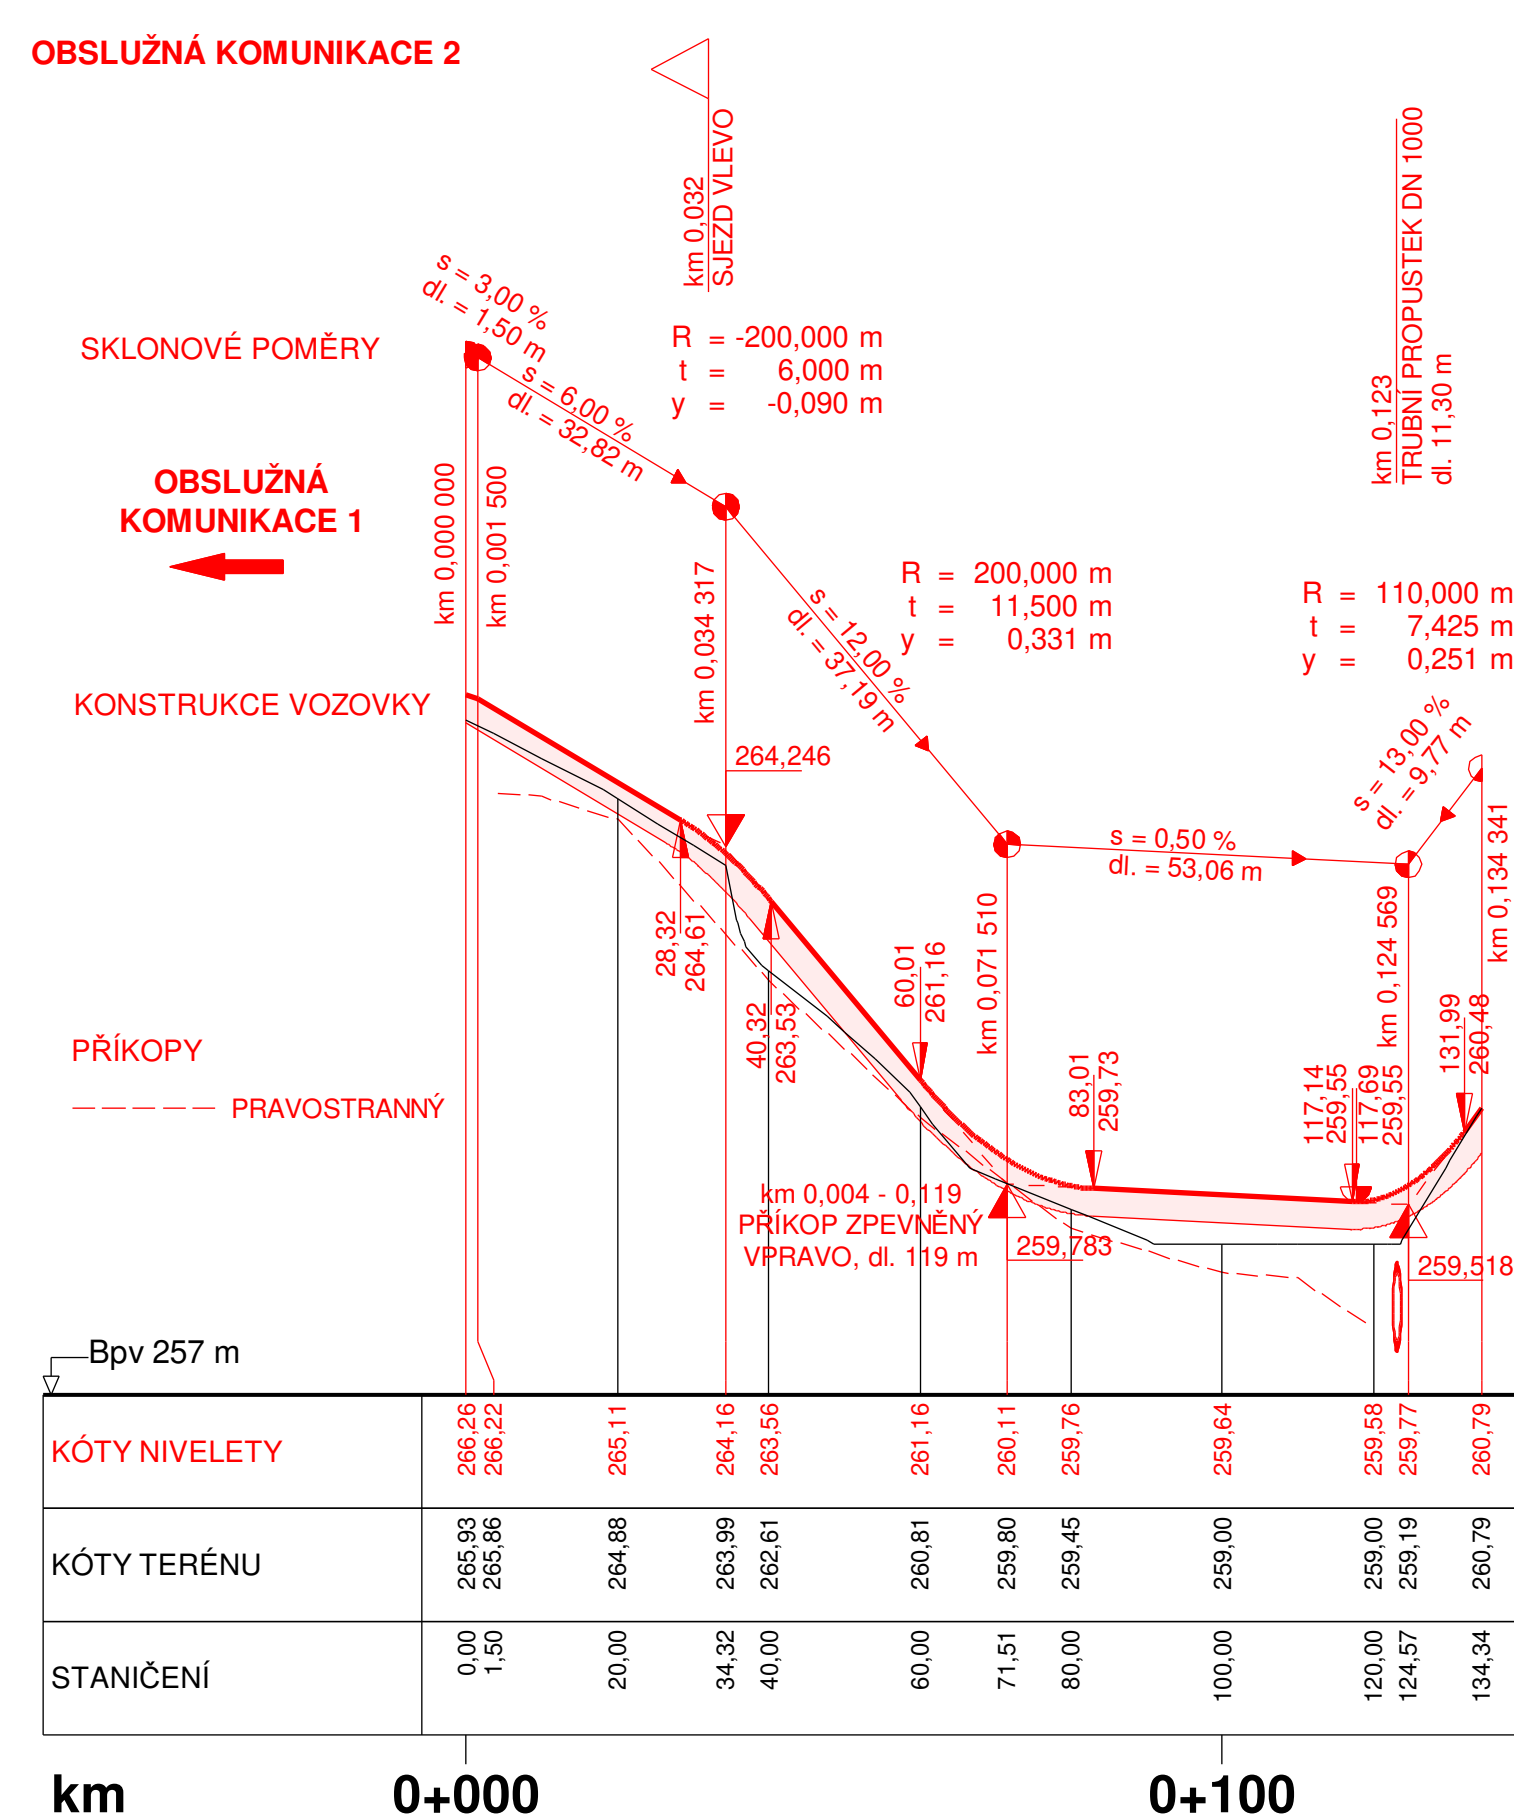 OBSLUŽNÁ KOMUNIKACE 2
km 0,032
SJEZD VLEVO
km 0,123
TRUBNÍ PROPUSTEK DN 1000
dl. 11,30 m
SKLONOVÉ POMĚRY
s = 3,00 %
dl. = 1,50 m
s = 6,00 %
dl. = 32,82 m
R = -200,000 m
t = 6,000 m
y = -0,090 m
OBSLUŽNÁ
KOMUNIKACE 1
km 0,000 000
km 0,001 500
km 0,034 317
s = 12,00 %
dl. = 37,19 m
R = 200,000 m
t = 11,500 m
y = 0,331 m
R = 110,000 m
t = 7,425 m
y = 0,251 m
KONSTRUKCE VOZOVKY
264,246
s = 13,00 %
dl. = 9,77 m
s = 0,50 %
dl. = 53,06 m
km 0,071 510
km 0,124 569
km 0,134 341
28,32
264,61
40,32
263,53
60,01
261,16
83,01
259,73
117,14
259,55
117,69
259,55
131,99
260,48
PŘÍKOPY
PRAVOSTRANNÝ
km 0,004 - 0,119
PŘÍKOP ZPEVNĚNÝ
VPRAVO, dl. 119 m
259,783
259,518
Bpv 257 m
KÓTY NIVELETY 266,26 266,22 265,11 264,16 263,56 261,16 260,11 259,76 259,64 259,58 259,77 260,79
KÓTY TERÉNU 265,93 265,86 264,88 263,99 262,61 260,81 259,80 259,45 259,00 259,00 259,19 260,79
STANIČENÍ 0,00 1,50 20,00 34,32 40,00 60,00 71,51 80,00 100,00 120,00 124,57 134,34
km 0+000 0+100